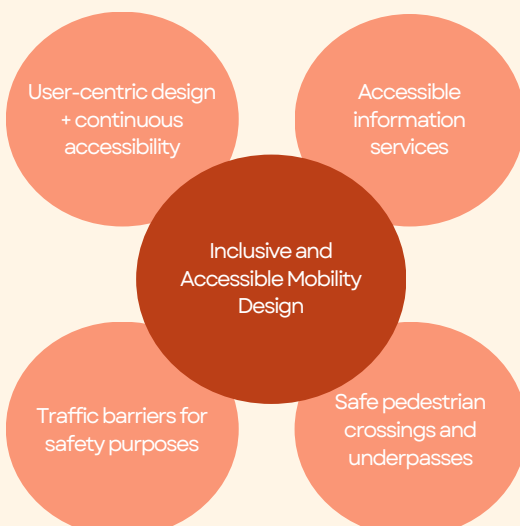 User-centric design
+ continuous
accessibility
Accessible
information
services
Inclusive and
Accessible Mobility
Design
Traffic barriers for
safety purposes
Safe pedestrian
crossings and
underpasses